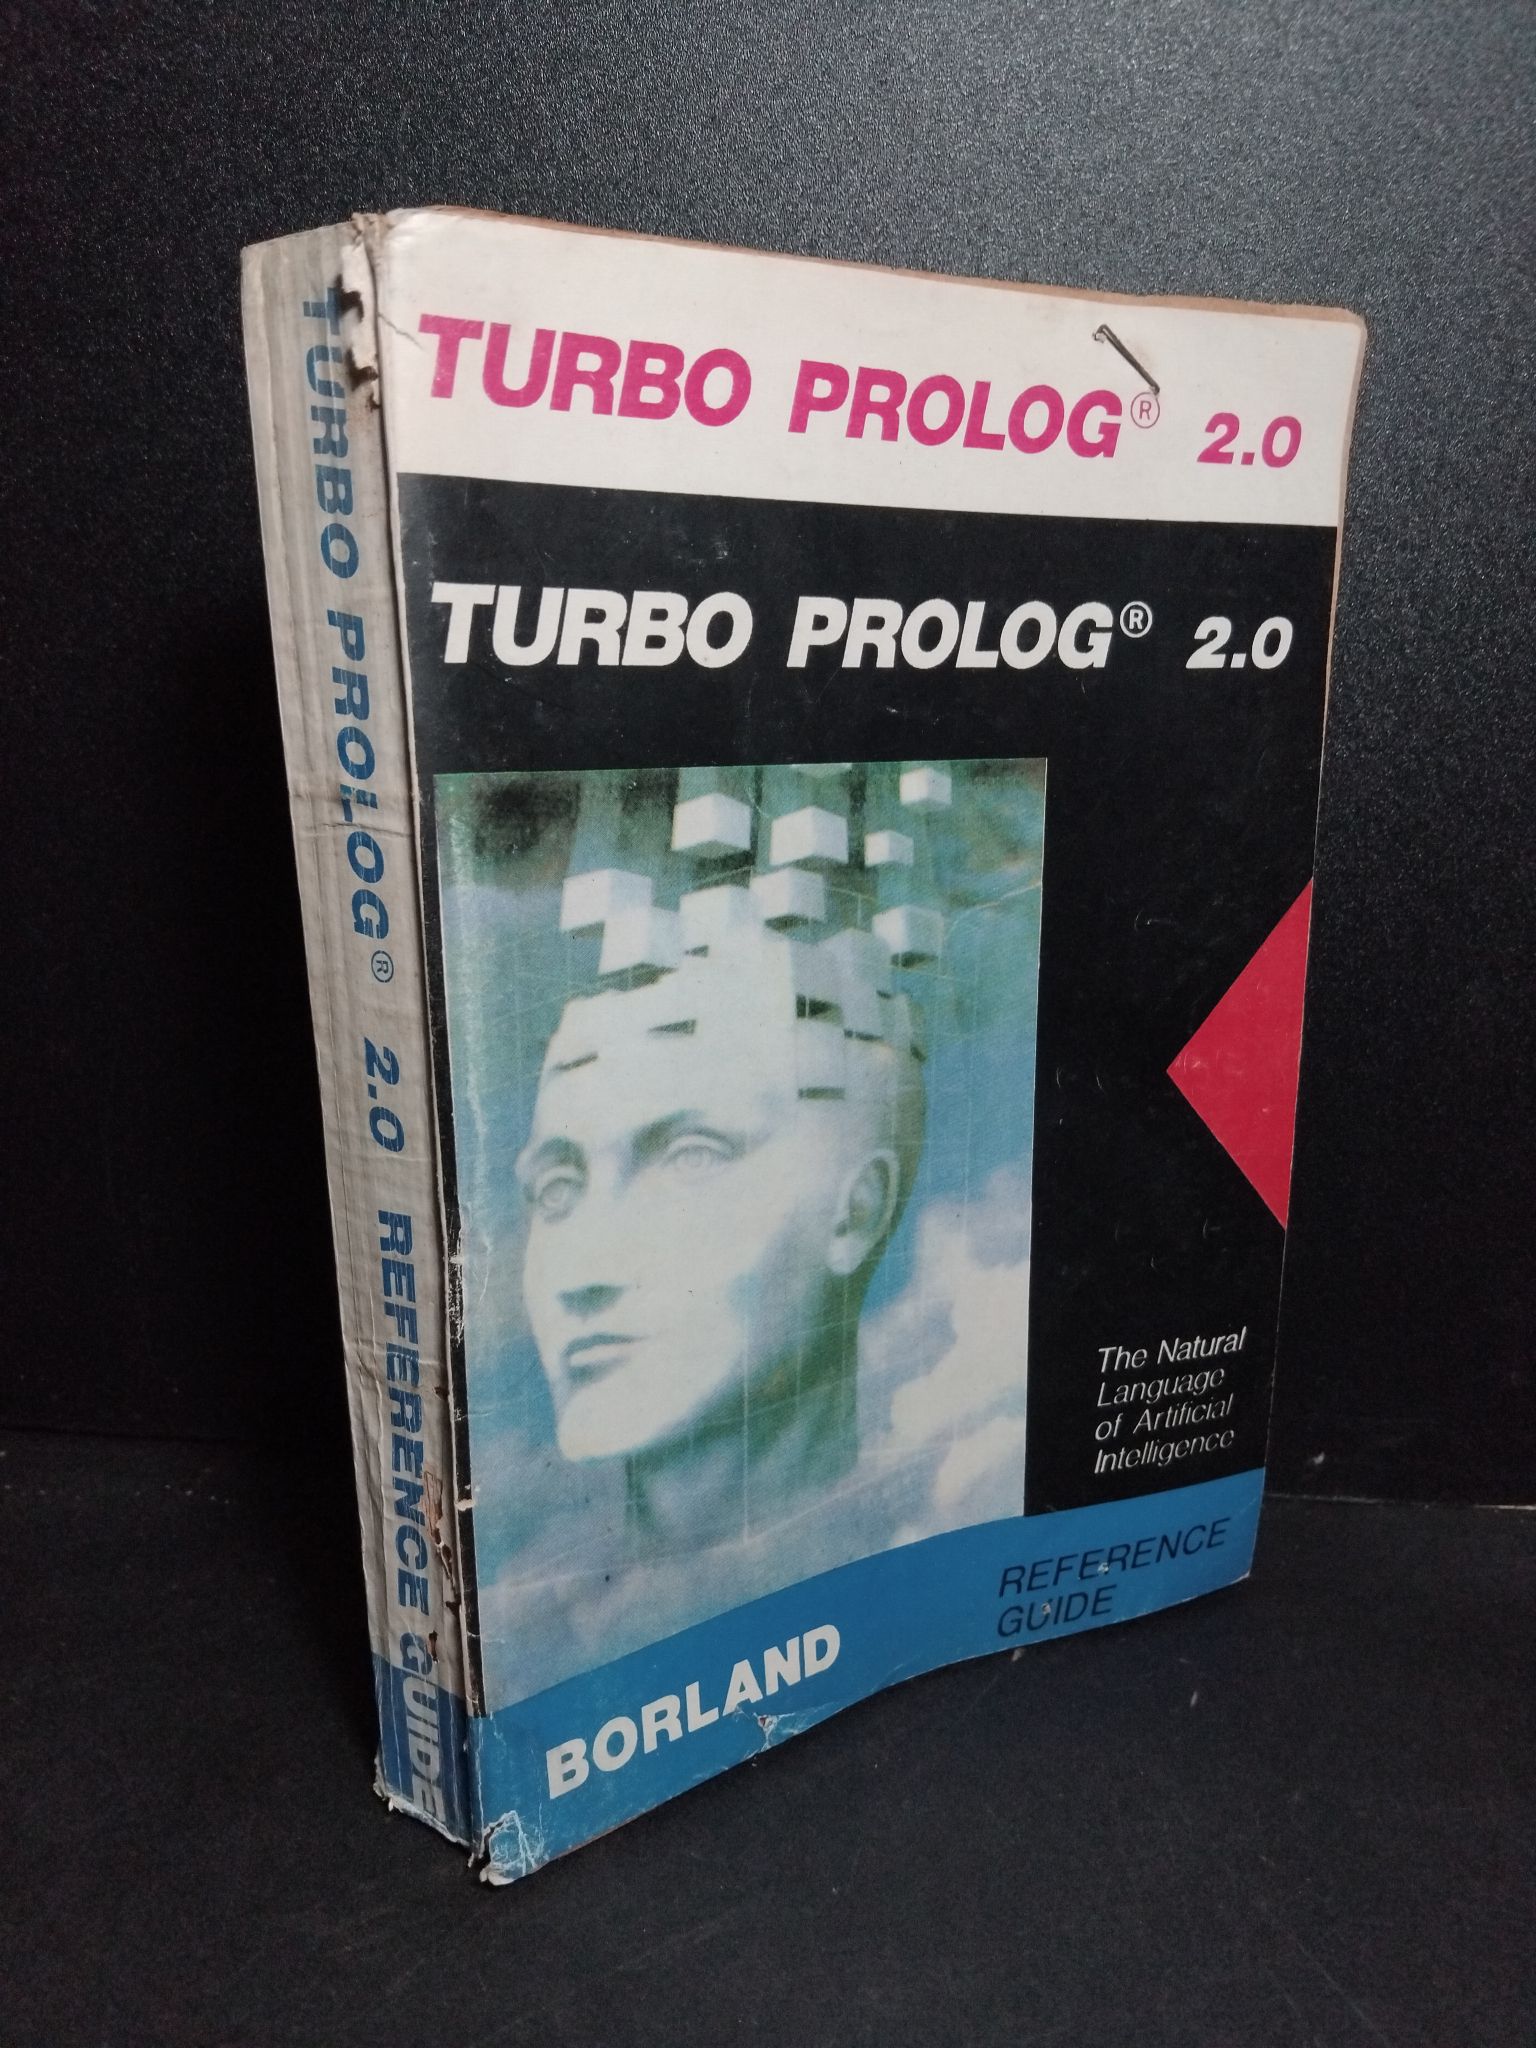 TURBO PROLOG® 2.0
TURBO PROLOG® 2.0
The Natural
Language
of Artificial
Intelligence
REFERENCE
GUIDE
BORLAND
TURBO PROLOG® 2.0 REFERENCE GUIDE